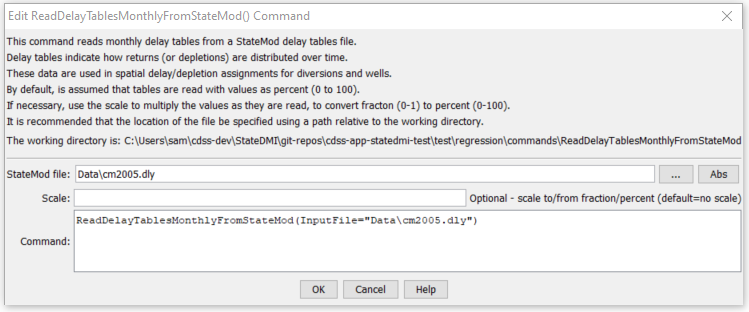 Edit ReadDelayTablesMonthlyFromStateMod() Command
This command reads monthly delay tables from a StateMod delay tables file.
Delay tables indicate how returns (or depletions) are distributed over time.
These data are used in spatial delay/depletion assignments for diversions and wells.
By default, is assumed that tables are read with values as percent (0 to 100).
If necessary, use the scale to multiply the values as they are read, to convert fracton (0-1) to percent (0-100).
It is recommended that the location of the file be specified using a path relative to the working directory.
The working directory is: C:\Users\sam\cdss-dev\StateDMI\git-repos\cdss-app-statedmi-test\test\regression\commands\ReadDelayTablesMonthlyFromStateMod
StateMod file: Data\cm2005.dly ... Abs
Scale: Optional - scale to/from fraction/percent (default=no scale)
Command: ReadDelayTablesMonthlyFromStateMod(InputFile="Data\cm2005.dly")
OK Cancel Help